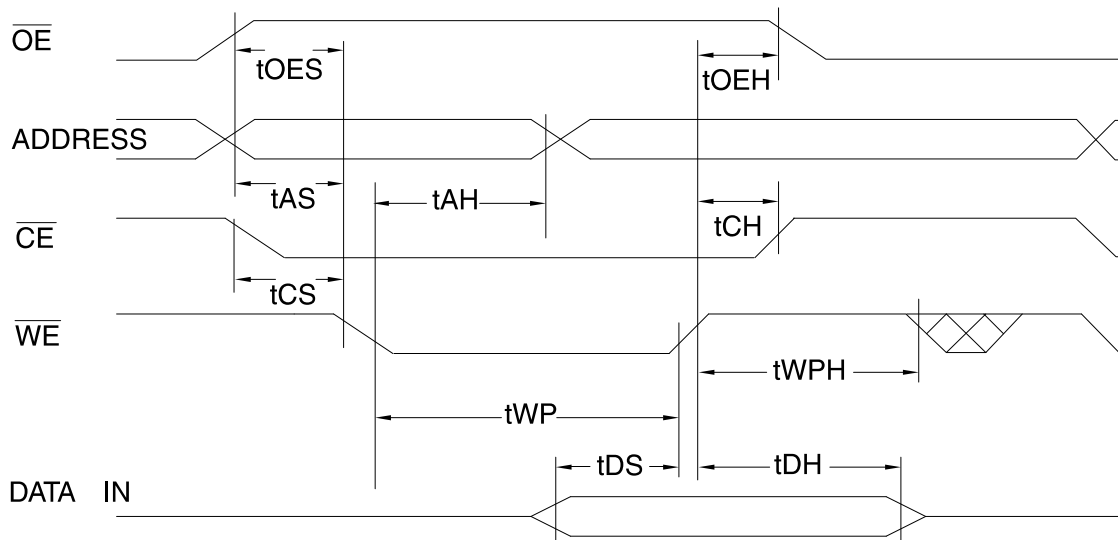 OE
tOES
tOEH
ADDRESS
tAS
tAH
tCH
CE
tCS
WE
tWPH
tWP
tDS
tDH
DATA IN